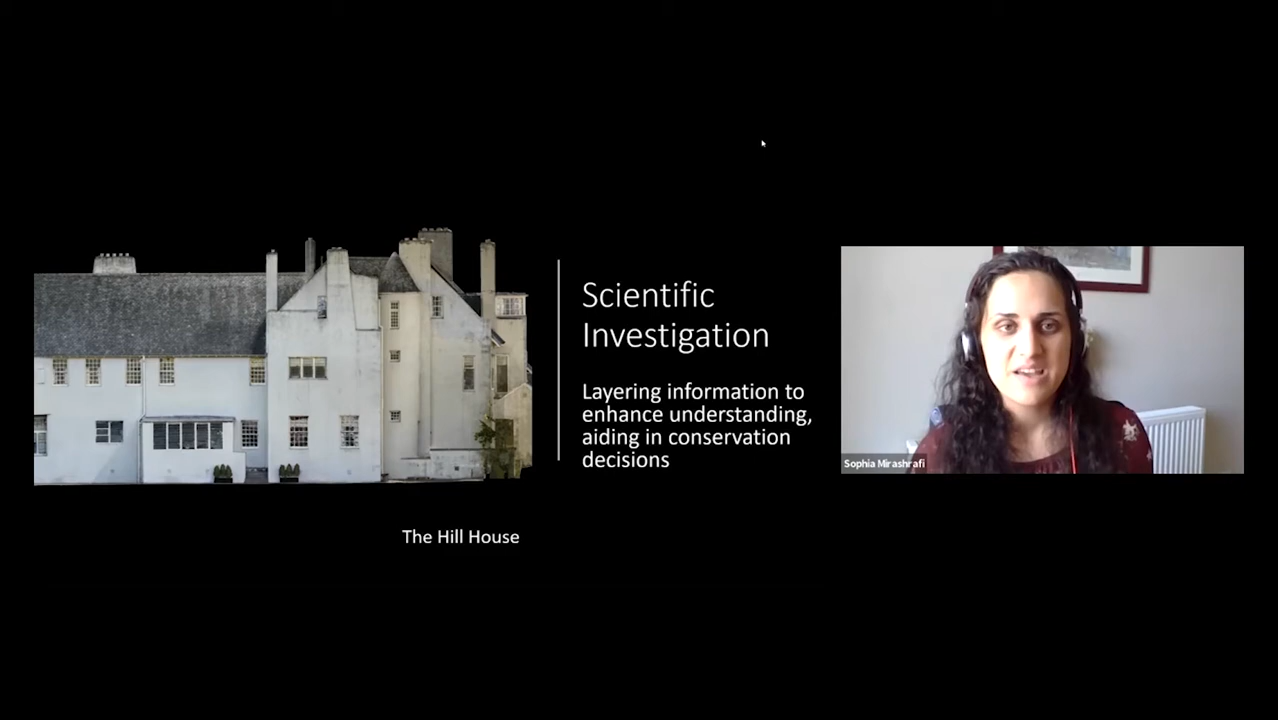 Scientific
Investigation
Layering information to
enhance understanding,
aiding in conservation
decisions
The Hill House
Sophia Mirashrafi